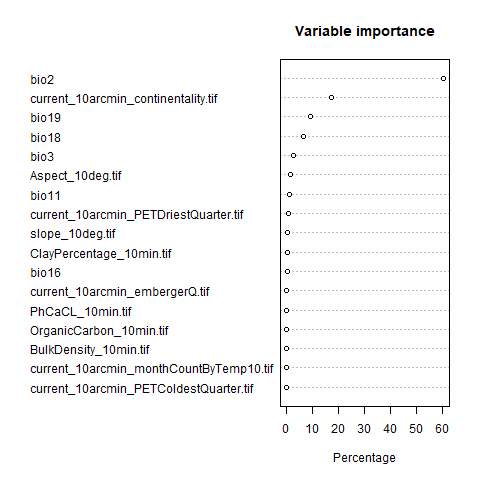 Variable importance
bio2
current_10arcmin_continentality.tif
bio19
bio18
bio3
Aspect_10deg.tif
bio11
current_10arcmin_PETDriestQuarter.tif
slope_10deg.tif
ClayPercentage_10min.tif
bio16
current_10arcmin_embergerQ.tif
PhCaCL_10min.tif
OrganicCarbon_10min.tif
BulkDensity_10min.tif
current_10arcmin_monthCountByTemp10.tif
current_10arcmin_PETColdestQuarter.tif
0 10 20 30 40 50 60
Percentage